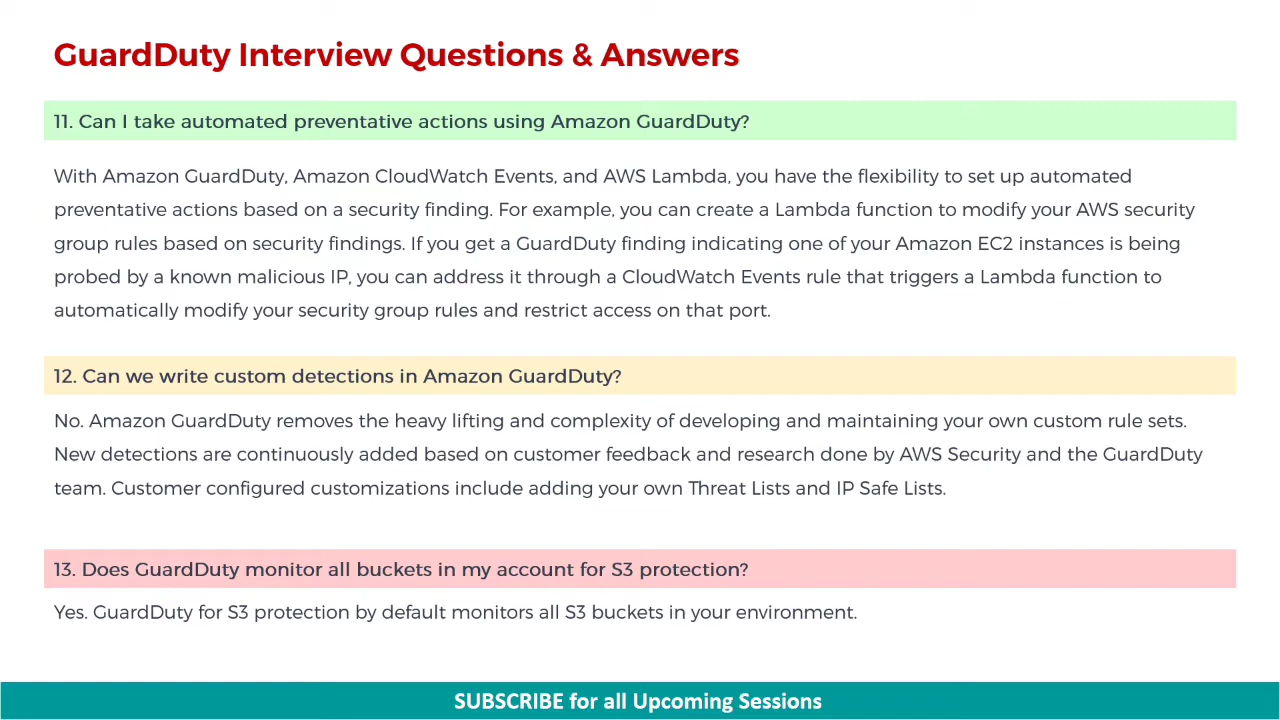 GuardDuty Interview Questions & Answers
11. Can I take automated preventative actions using Amazon GuardDuty?
With Amazon GuardDuty, Amazon CloudWatch Events, and AWS Lambda, you have the flexibility to set up automated
preventative actions based on a security finding. For example, you can create a Lambda function to modify your AWS security
group rules based on security findings. If you get a GuardDuty finding indicating one of your Amazon EC2 instances is being
probed by a known malicious IP, you can address it through a CloudWatch Events rule that triggers a Lambda function to
automatically modify your security group rules and restrict access on that port.
12. Can we write custom detections in Amazon GuardDuty?
No. Amazon GuardDuty removes the heavy lifting and complexity of developing and maintaining your own custom rule sets.
New detections are continuously added based on customer feedback and research done by AWS Security and the GuardDuty
team. Customer configured customizations include adding your own Threat Lists and IP Safe Lists.
13. Does GuardDuty monitor all buckets in my account for S3 protection?
Yes. GuardDuty for S3 protection by default monitors all S3 buckets in your environment.
SUBSCRIBE for all Upcoming Sessions